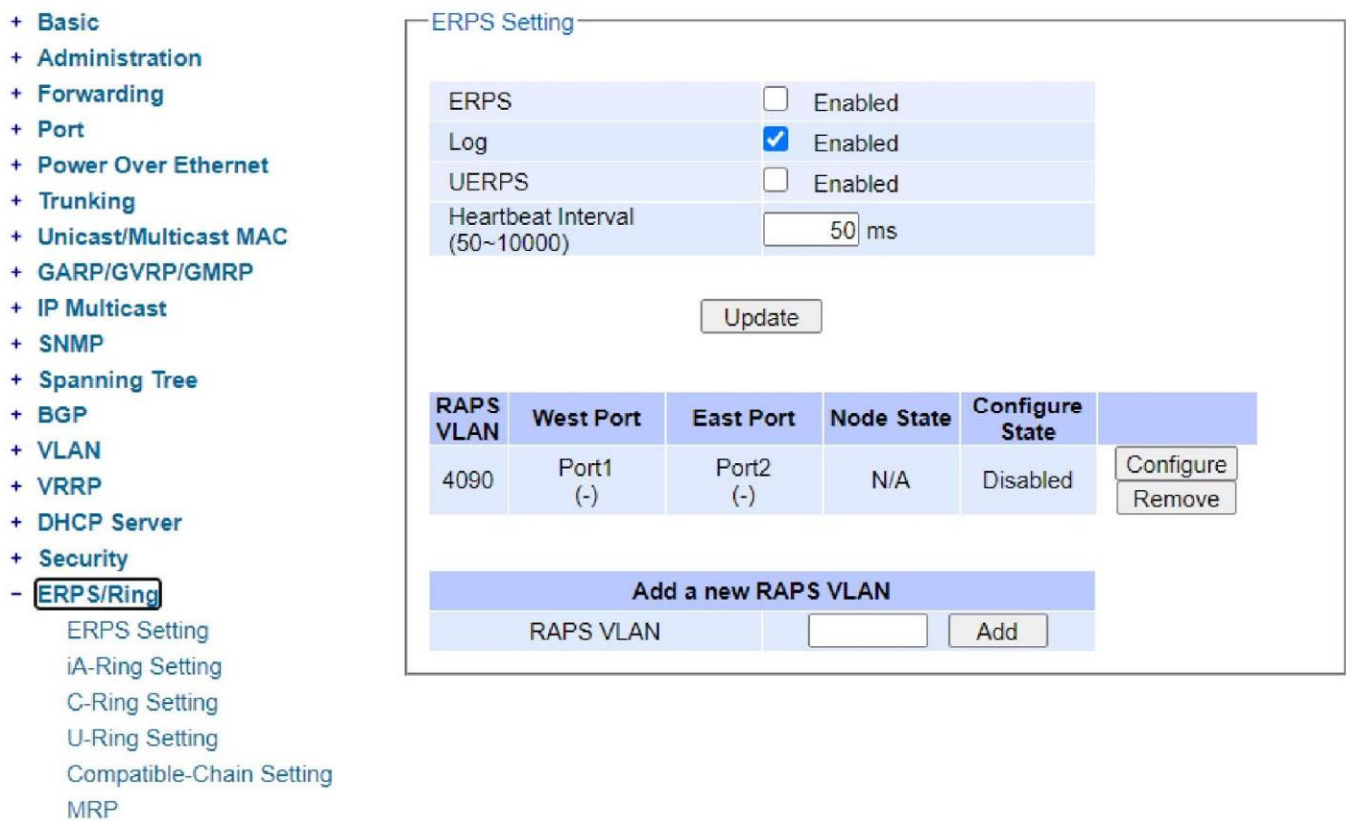 + Basic
+ Administration
+ Forwarding
+ Port
+ Power Over Ethernet
+ Trunking
+ Unicast/Multicast MAC
+ GARP/GVRP/GMRP
+ IP Multicast
+ SNMP
+ Spanning Tree
+ BGP
+ VLAN
+ VRRP
+ DHCP Server
+ Security
− ERPS/Ring
ERPS Setting
iA-Ring Setting
C-Ring Setting
U-Ring Setting
Compatible-Chain Setting
MRP
ERPS Setting
ERPS Enabled
Log Enabled
UERPS Enabled
Heartbeat Interval
(50~10000) 50 ms
Update
RAPS VLAN West Port East Port Node State Configure State
4090 Port1 (-) Port2 (-) N/A Disabled Configure
Remove
Add a new RAPS VLAN
RAPS VLAN Add